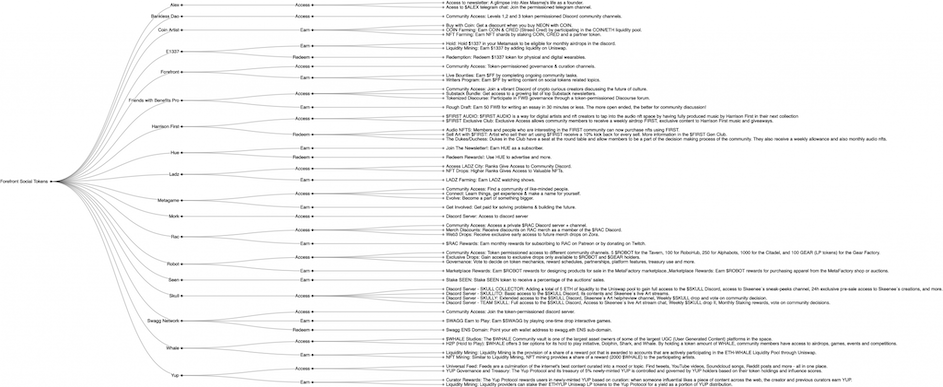 Forefront Social Tokens
Alex
Access
Access to newsletter: A glimpse into Alex Masmej's life as a founder.
Access to $ALEX telegram chat: Join the permissioned telegram channel.
Bankless Dao
Access
Community Access: Levels 1,2 and 3 token permissioned Discord community channels.
Coin Artist
Earn
Buy with Coin: Get a discount when you buy NEON with COIN.
COIN Farming: Earn COIN & CRED (Streed Cred) by participating in the COIN/ETH liquidity pool.
NFT Farming: Earn NFT shards by staking COIN, CRED and a partner token.
E1337
Earn
Hold: Hold $1337 in your Metamask to be eligible for monthly airdrops in the discord.
Liquidity Mining: Earn $1337 by adding liquidity on Uniswap.
Redeem
Redemption: Redeem $1337 token for physical and digital wearables.
Forefront
Access
Community Access: Token-permissioned governance & curation channels.
Earn
Live Bounties: Earn $FF by completing ongoing community tasks.
Writers Program: Earn $FF by writing content on social tokens related topics.
Friends with Benefits Pro
Access
Community Access: Join a vibrant Discord of crypto curious creators discussing the future of culture.
Substack Bundle: Get access to a growing list of top Substack newsletters.
Tokenized Discourse: Participate in FWB governance through a token-permissioned Discourse forum.
Earn
Rough Draft: Earn 50 FWB for writing an essay in 30 minutes or less. The more open ended, the better for community discussion!
Harrison First
Access
$FIRST AUDIO: $FIRST AUDIO is a way for digital artists and nft creators to tap into the audio nft space by having fully produced music by Harrison First in their next collection
$FIRST Exclusive Club: Exclusive Access allows community members to receive a weekly airdrop FIRST, exclusive content to Harrison First music and giveaways.
Redeem
Audio NFTS: Members and people who are interesting in the FIRST community can now purchase nfts using FIRST.
Sell Art with $FIRST: Artist who sell their art using $FIRST receive a 10% kick back for every sell. More information in the $FIRST Gen Club.
The Dukes/Duchess: Dukes in the Club have a seat at the round table and allow members to be part of the decision making process of the community. They also receive a weekly allowance and also monthly audio nfts.
Hue
Earn
Join The Newsletter!: Earn HUE as a subscriber.
Redeem
Redeem Rewards!: Use HUE to advertise and more.
Ladz
Access
Access LADZ City: Ranks Give Access to Community Discord.
NFT Drops: Higher Ranks Gives Access to Valuable NFTs.
Earn
LADZ Farming: Earn LADZ watching shows.
Metagame
Access
Community Access: Find a community of like-minded people.
Connect: Learn things, get experience & make a name for yourself.
Evolve: Become a part of something bigger.
Earn
Get Involved: Get paid for solving problems & building the future.
Mork
Access
Discord Server: Access to discord server
Rac
Access
Community Access: Access a private $RAC Discord server + channel.
Merch Discounts: Receive discounts on RAC merch as a member of the $RAC Discord.
Web3 Drops: Receive exclusive early access to future merch drops on Zora.
Earn
$RAC Rewards: Earn monthly rewards for subscribing to RAC on Patreon or by donating on Twitch.
Robot
Access
Community Access: Token permissioned access to different community channels. 5 $ROBOT for the Tavern, 100 for RoboHub, 250 for Alphabots, 1000 for the Citadel, and 100 GEAR (LP tokens) for the Gear Factory.
Exclusive Drops: Gain access to exclusive drops only available to $ROBOT and $GEAR holders.
Governance: Vote to decide on token mechanics, reward schedules, partnerships, platform features, treasury use and more.
Earn
Marketplace Rewards: Earn $ROBOT for designing products for sale in the MetaFactory marketplace.,Marketplace Rewards: Earn $ROBOT rewards for purchasing apparel from the MetaFactory shop or auctions.
Seen
Earn
Stake SEEN: Stake SEEN token to receive a percentage of the auctions' sales.
Skull
Access
Discord Server - SKULL COLLECTOR: Adding a total of 5 ETH of liquidity to the Uniswap pool to gain full access to the $SKULL Discord, access to Skeenee's sneak-peeks channel, 24h exclusive pre-sale access to Skeenee's creations, and more.
Discord Server - SKULLITO: Basic access to the $SKULL Discord, its contents and Skeenee's live Art streams.
Discord Server - SKULLY: Extended access to the $SKULL Discord, Skeenee's Art help/review channel, Weekly $SKULL drop and vote on community decision.
Discord Server - TEAM SKULL: Full access to the $SKULL Discord, Access to Skeenee's live Art stream chat, Weekly $SKULL drop II, Monthly Staking rewards, vote on community decisions.
Swagg Network
Access
Community Access: Join the token-permissioned discord server.
Earn
SWAGG Earn to Play: Earn $SWAGG by playing one-time drop interactive games.
Redeem
Swagg ENS Domain: Point your eth wallet address to swagg.eth ENS sub-domain.
Whale
Access
$WHALE Studios: The $WHALE Community vault is one of the largest asset owners of some of the largest UGC (User Generated Content) platforms in the space.
H2P (Hold to Play): $WHALE offers 3 tier options for its hold to play initiative, Dolphin, Shark, and Whale. By holding a token amount of WHALE, community members have access to airdrops, games, events and competitions.
Earn
Liquidity Mining: Liquidity Mining is the provision of a share of a reward pot that is awarded to accounts that are actively participating in the ETH-WHALE Liquidity Pool through Uniswap.
NFT Mining: Similar to Liquidity Mining, NFT mining provides a share of a reward (2000 $WHALE) to the participants.
Yup
Access
Universal Feed: Feeds are a culmination of the internet's best content curated into a mood or topic. Find tweets, YouTube videos, Soundcloud songs, Reddit posts and more - all in one place.
YUP Governance and Treasury: The YUP Protocol and its treasury of 5% newly-minted YUP is controlled and governed by YUP holders based on their token holdings and influence scores.
Earn
Curator Rewards: The Yup Protocol rewards users in newly-minted YUP based on curation: when someone influential likes a piece of content across the web, the creator and previous curators earn YUP.
Liquidity Mining: Liquidity providers can stake their ETHYUP Uniswap LP tokens to the Yup Protocol for a yield as a portion of YUP distribution.